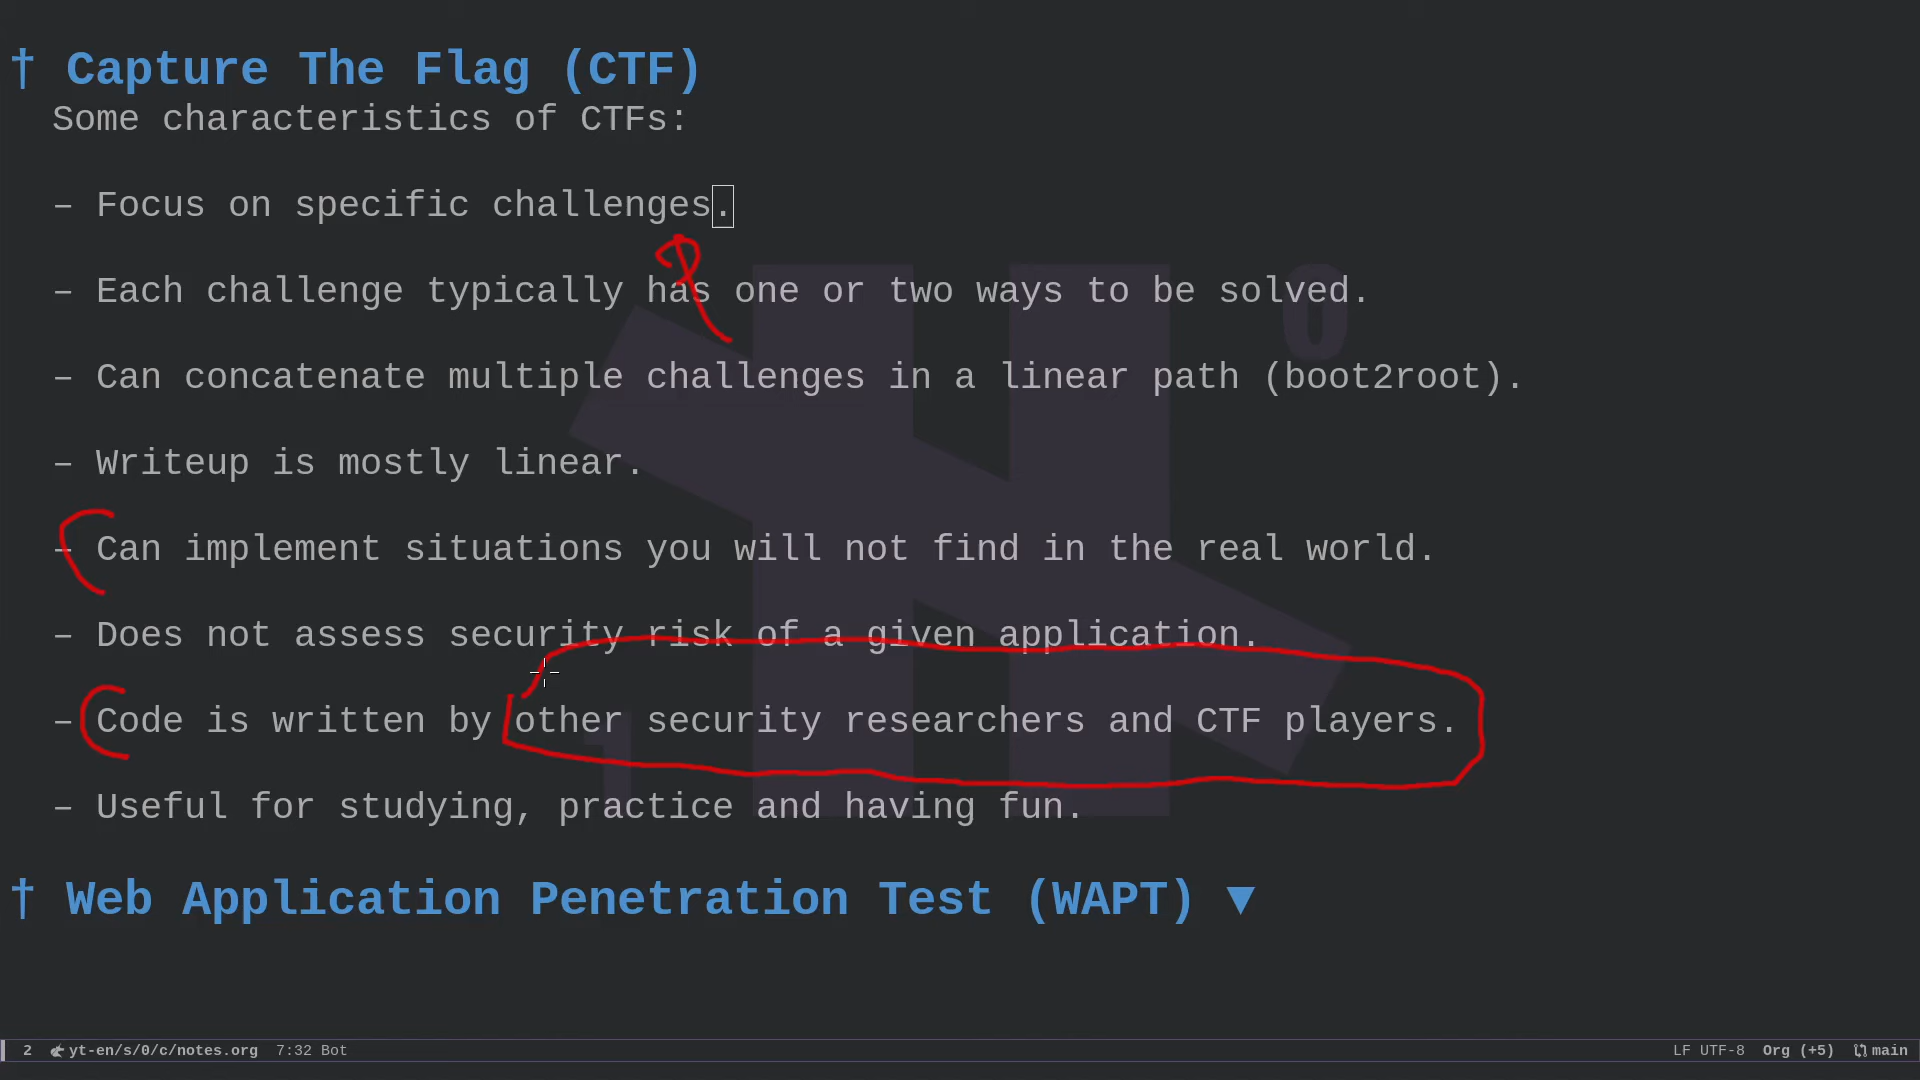 † Capture The Flag (CTF)
Some characteristics of CTFs:
– Focus on specific challenges.
– Each challenge typically has one or two ways to be solved.
– Can concatenate multiple challenges in a linear path (boot2root).
– Writeup is mostly linear.
– Can implement situations you will not find in the real world.
– Does not assess security risk of a given application.
– Code is written by other security researchers and CTF players.
– Useful for studying, practice and having fun.
† Web Application Penetration Test (WAPT) ▼
2 yt-en/s/0/c/notes.org 7:32 Bot LF UTF-8 Org (+5) main